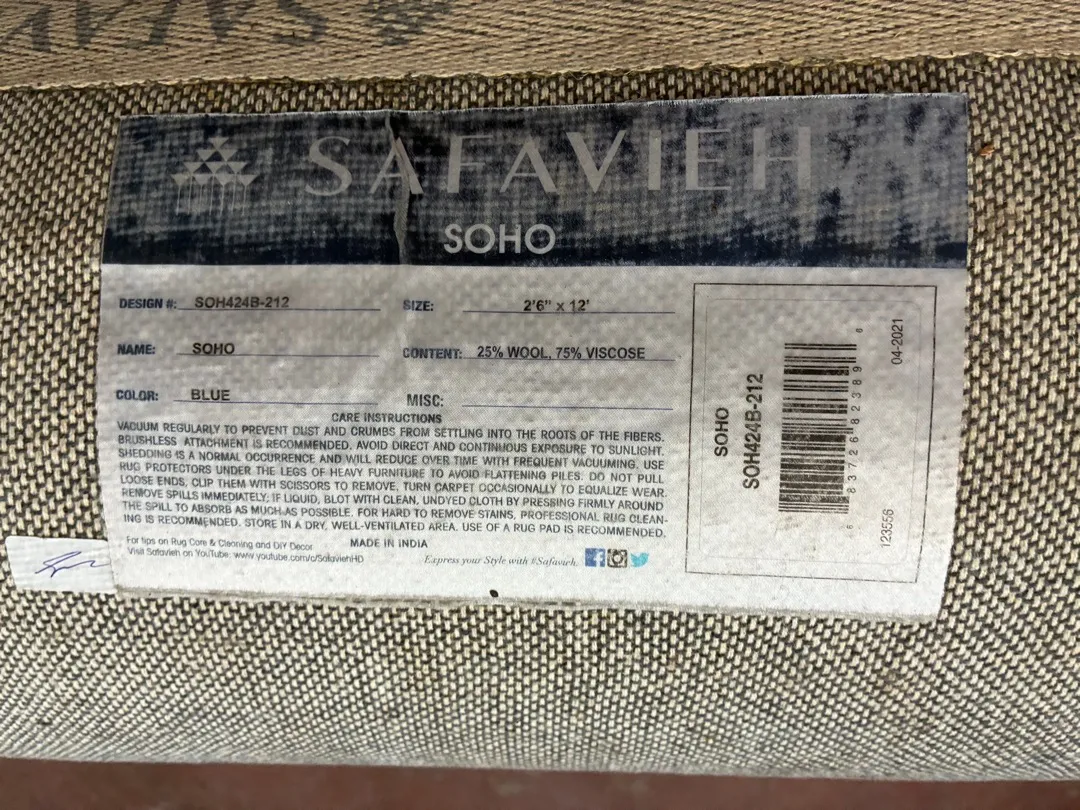 SAFAVIEH
SOHO
DESIGN #: SOH424B-212
SIZE: 2'6" x 12'
NAME: SOHO
CONTENT: 25% WOOL, 75% VISCOSE
COLOR: BLUE
MISC:
CARE INSTRUCTIONS
VACUUM REGULARLY TO PREVENT DUST AND CRUMBS FROM SETTLING INTO THE ROOTS OF THE FIBERS.
BRUSHLESS ATTACHMENT IS RECOMMENDED. AVOID DIRECT AND CONTINUOUS EXPOSURE TO SUNLIGHT.
SHEDDING IS A NORMAL OCCURRENCE AND WILL REDUCE OVER TIME WITH FREQUENT VACUUMING. USE
RUG PROTECTORS UNDER THE LEGS OF HEAVY FURNITURE TO AVOID FLATTENING PILES. DO NOT PULL
LOOSE ENDS, CLIP THEM WITH SCISSORS TO REMOVE. TURN CARPET OCCASIONALLY TO EQUALIZE WEAR.
REMOVE SPILLS IMMEDIATELY; IF LIQUID, BLOT WITH CLEAN, UNDYED CLOTH BY PRESSING FIRMLY AROUND
THE SPILL TO ABSORB AS MUCH AS POSSIBLE. FOR HARD TO REMOVE STAINS, PROFESSIONAL RUG CLEAN-
ING IS RECOMMENDED. STORE IN A DRY, WELL-VENTILATED AREA. USE OF A RUG PAD IS RECOMMENDED.
For tips on Rug Care & Cleaning and DIY Decor
Visit Safavieh on YouTube: www.youtube.com/c/SafaviehHD
MADE IN INDIA
Express your Style with #Safavieh.
SOHO
SOH424B-212
6 83726 82389 6
123556
04-2021